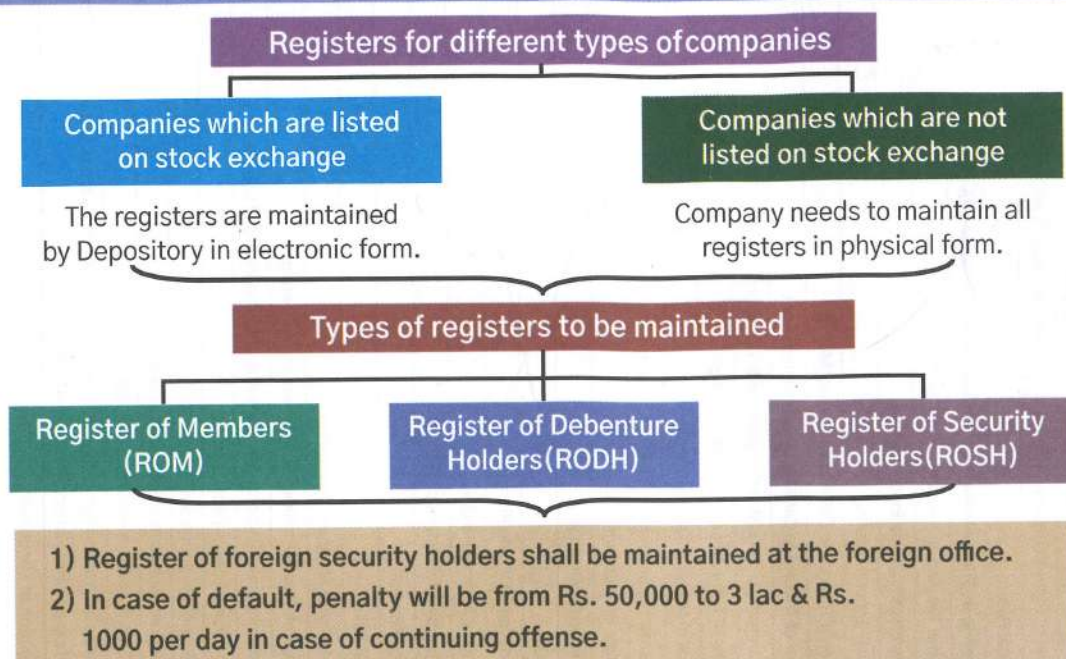 Registers for different types of companies
Companies which are listed
on stock exchange
Companies which are not
listed on stock exchange
The registers are maintained
by Depository in electronic form.
Company needs to maintain all
registers in physical form.
Types of registers to be maintained
Register of Members
(ROM)
Register of Debenture
Holders(RODH)
Register of Security
Holders(ROSH)
1) Register of foreign security holders shall be maintained at the foreign office.
2) In case of default, penalty will be from Rs. 50,000 to 3 lac & Rs.
1000 per day in case of continuing offense.